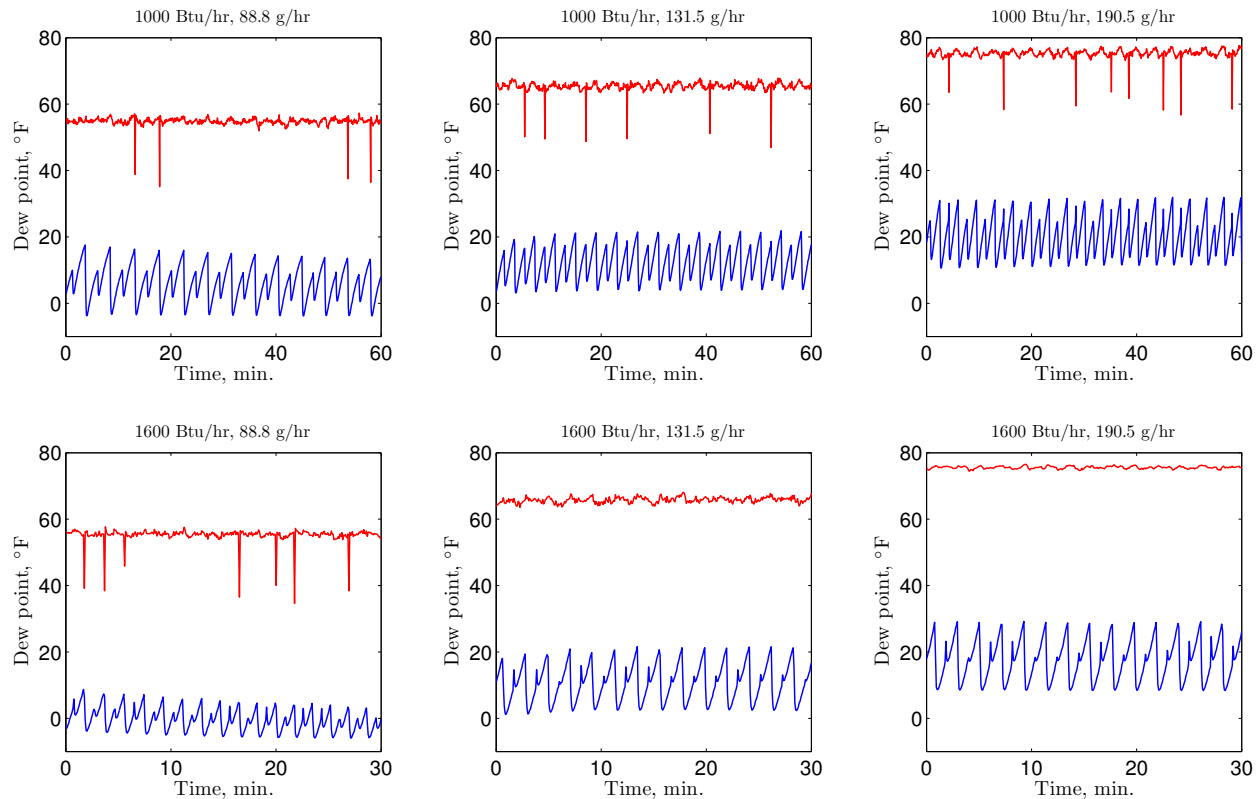 1000 Btu/hr, 88.8 g/hr
80
60
40
20
0
Dew point, °F
0 20 40 60
Time, min.
1000 Btu/hr, 131.5 g/hr
80
60
40
20
0
Dew point, °F
0 20 40 60
Time, min.
1000 Btu/hr, 190.5 g/hr
80
60
40
20
0
Dew point, °F
0 20 40 60
Time, min.
1600 Btu/hr, 88.8 g/hr
80
60
40
20
0
Dew point, °F
0 10 20 30
Time, min.
1600 Btu/hr, 131.5 g/hr
80
60
40
20
0
Dew point, °F
0 10 20 30
Time, min.
1600 Btu/hr, 190.5 g/hr
80
60
40
20
0
Dew point, °F
0 10 20 30
Time, min.